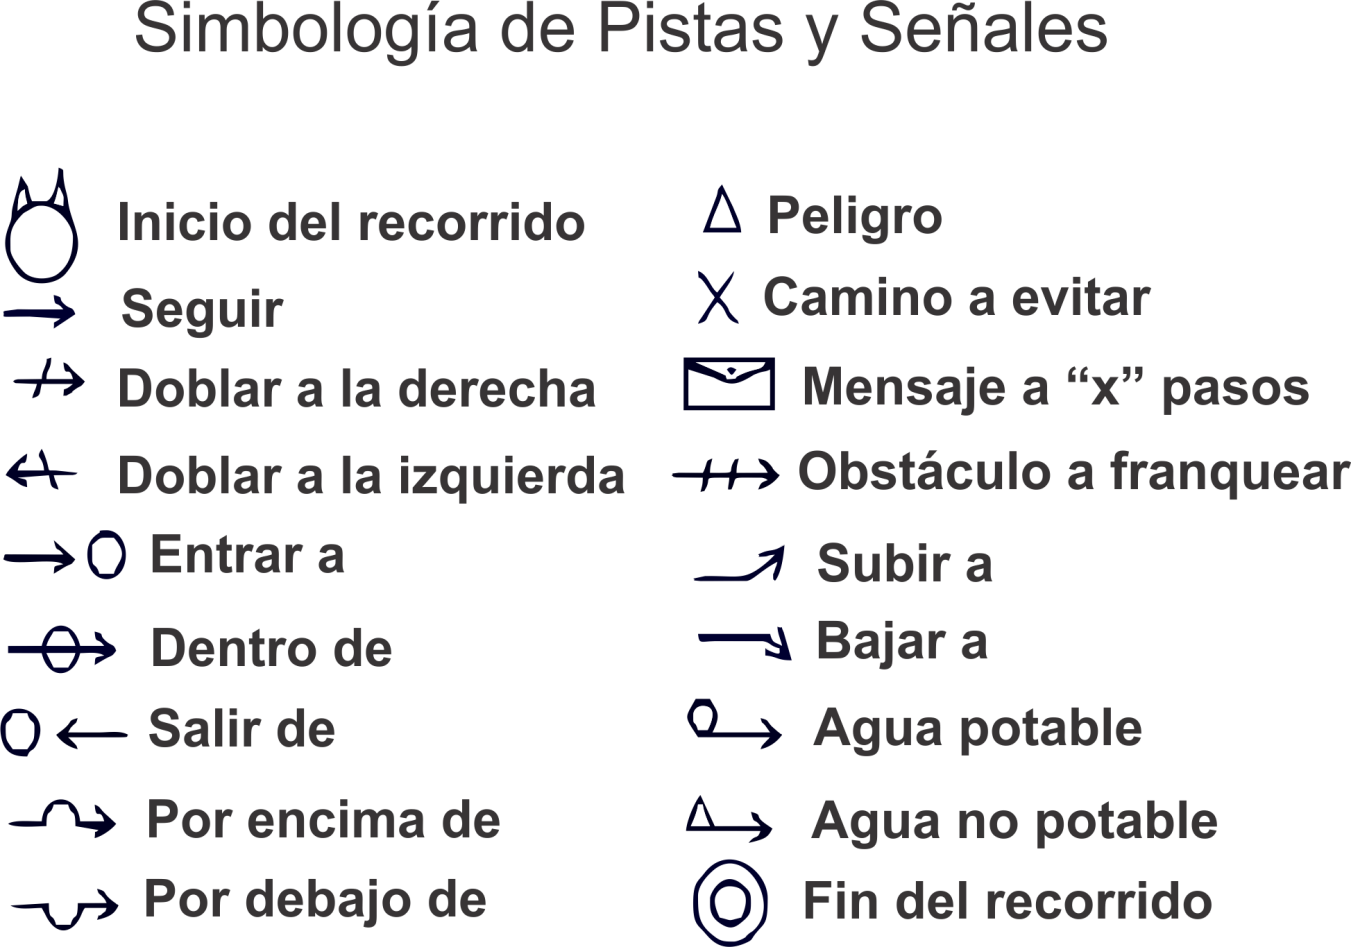 Simbología de Pistas y Señales
Inicio del recorrido
Seguir
Doblar a la derecha
Doblar a la izquierda
Entrar a
Dentro de
Salir de
Por encima de
Por debajo de
Peligro
Camino a evitar
Mensaje a “x” pasos
Obstáculo a franquear
Subir a
Bajar a
Agua potable
Agua no potable
Fin del recorrido